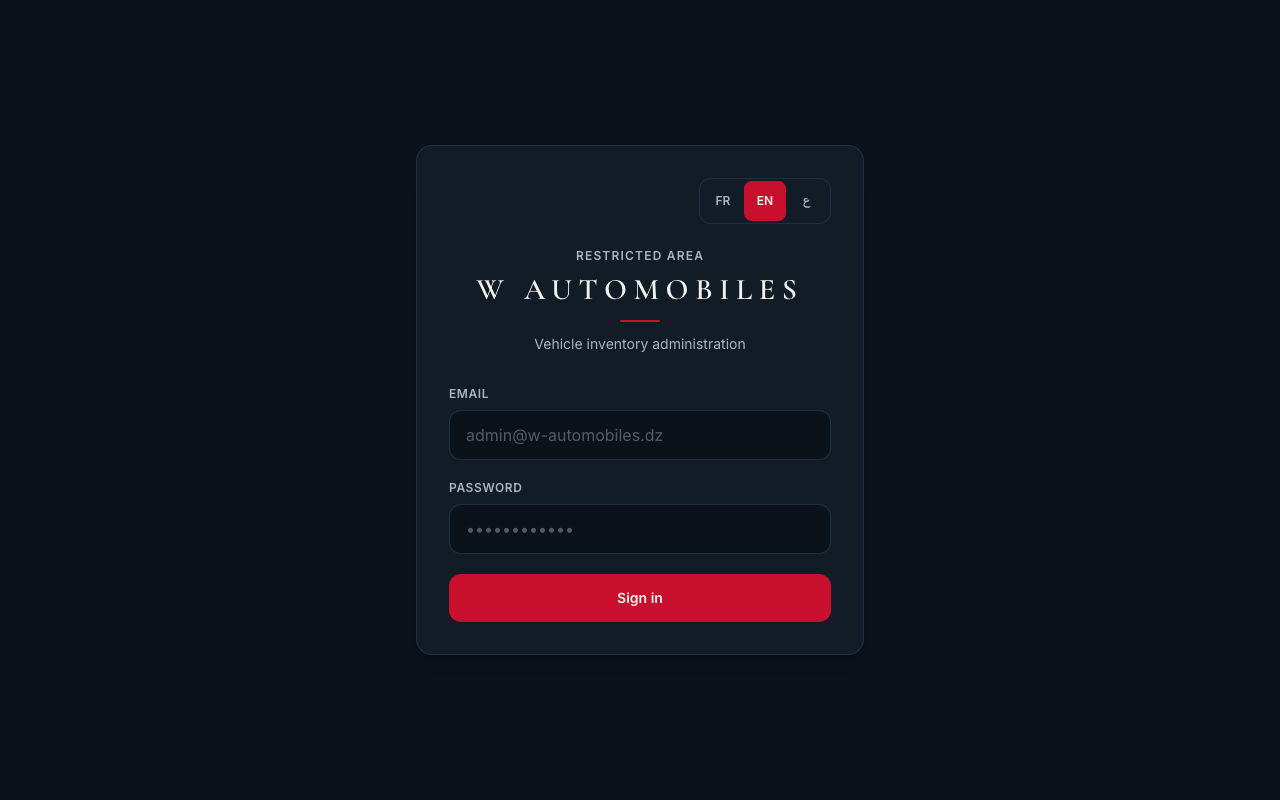 FR EN ع
RESTRICTED AREA
W AUTOMOBILES
Vehicle inventory administration
EMAIL
admin@w-automobiles.dz
PASSWORD
••••••••••••
Sign in